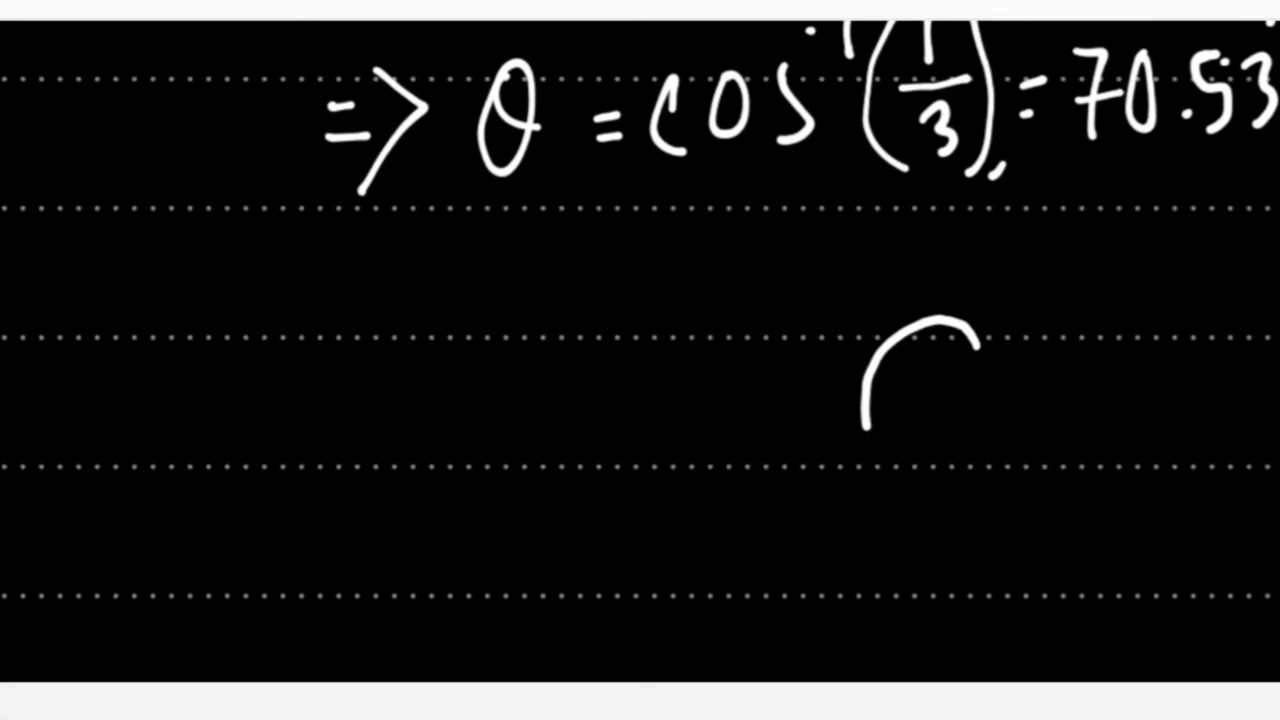 => θ = cos⁻¹(1/3), = 70.53°